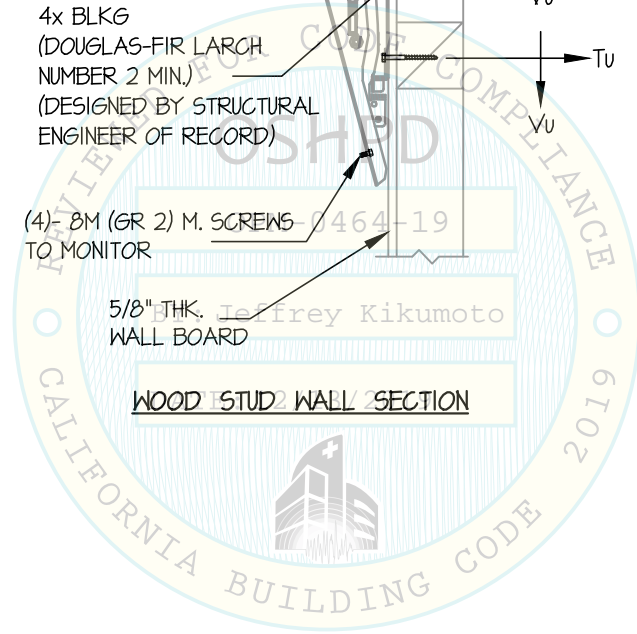 Vu
4x BLKG
(DOUGLAS-FIR LARCH
NUMBER 2 MIN.)
(DESIGNED BY STRUCTURAL
ENGINEER OF RECORD)
Tu
Vu
(4)- 8M (GR 2) M. SCREWS
TO MONITOR
5/8" THK.
WALL BOARD
WOOD STUD WALL SECTION
REVIEWED FOR CODE COMPLIANCE
OSHPD
0464-19
BY: Jeffrey Kikumoto
CALIFORNIA BUILDING CODE 2019